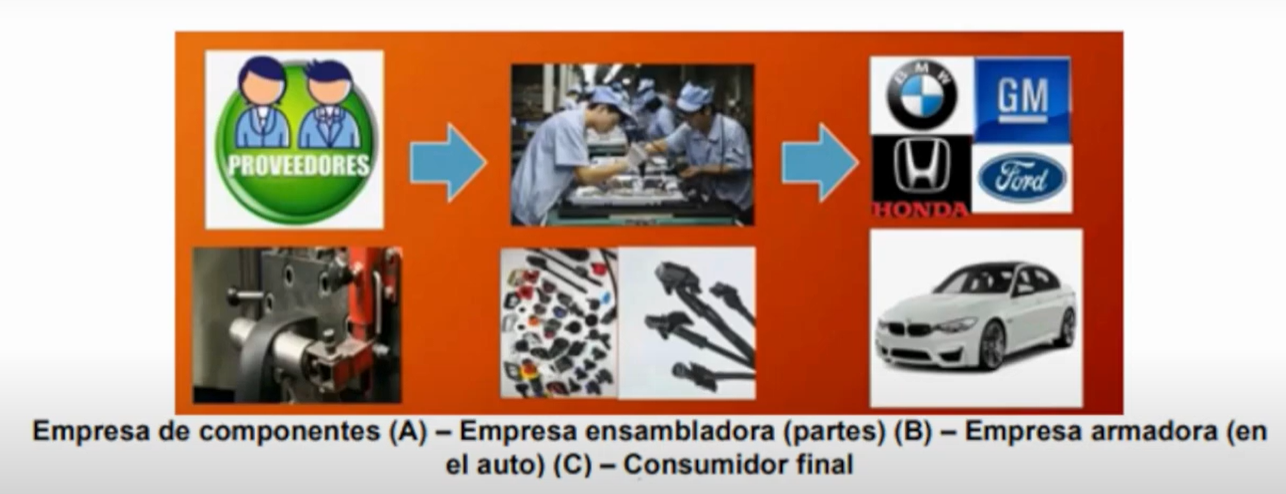 PROVEEDORES
BMW
GM
HONDA
Ford
Empresa de componentes (A) – Empresa ensambladora (partes) (B) – Empresa armadora (en
el auto) (C) – Consumidor final